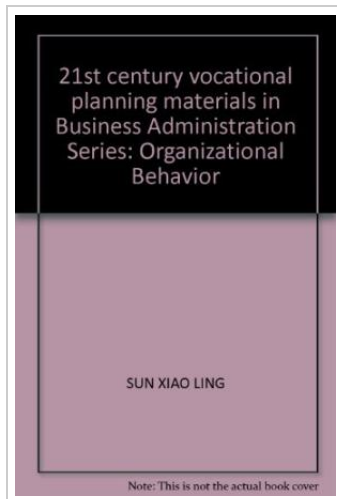 21st century vocational
planning materials in
Business Administration
Series: Organizational
Behavior
SUN XIAO LING
Note: This is not the actual book cover